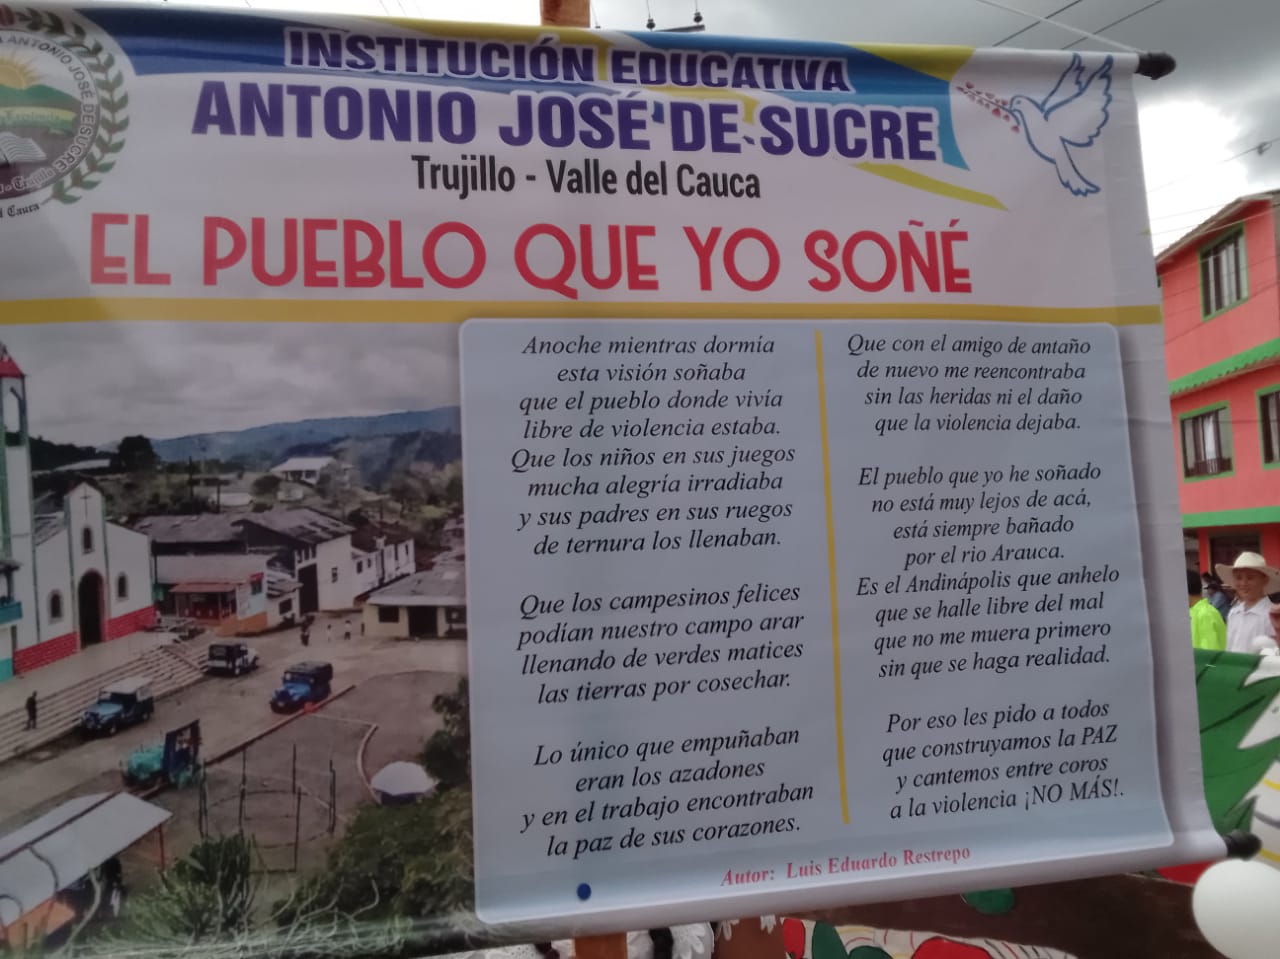 ANTONIO JOSÉ DE SUCRE
Cauca
INSTITUCIÓN EDUCATIVA
ANTONIO JOSÉ DE SUCRE
Trujillo - Valle del Cauca
EL PUEBLO QUE YO SOÑÉ
Anoche mientras dormía
esta visión soñaba
que el pueblo donde vivía
libre de violencia estaba.
Que los niños en sus juegos
mucha alegría irradiaba
y sus padres en sus ruegos
de ternura los llenaban.
Que los campesinos felices
podían nuestro campo arar
llenando de verdes matices
las tierras por cosechar.
Lo único que empuñaban
eran los azadones
y en el trabajo encontraban
la paz de sus corazones.
Que con el amigo de antaño
de nuevo me reencontraba
sin las heridas ni el daño
que la violencia dejaba.
El pueblo que yo he soñado
no está muy lejos de acá,
está siempre bañado
por el rio Arauca.
Es el Andinápolis que anhelo
que se halle libre del mal
que no me muera primero
sin que se haga realidad.
Por eso les pido a todos
que construyamos la PAZ
y cantemos entre coros
a la violencia ¡NO MÁS!.
Autor: Luis Eduardo Restrepo